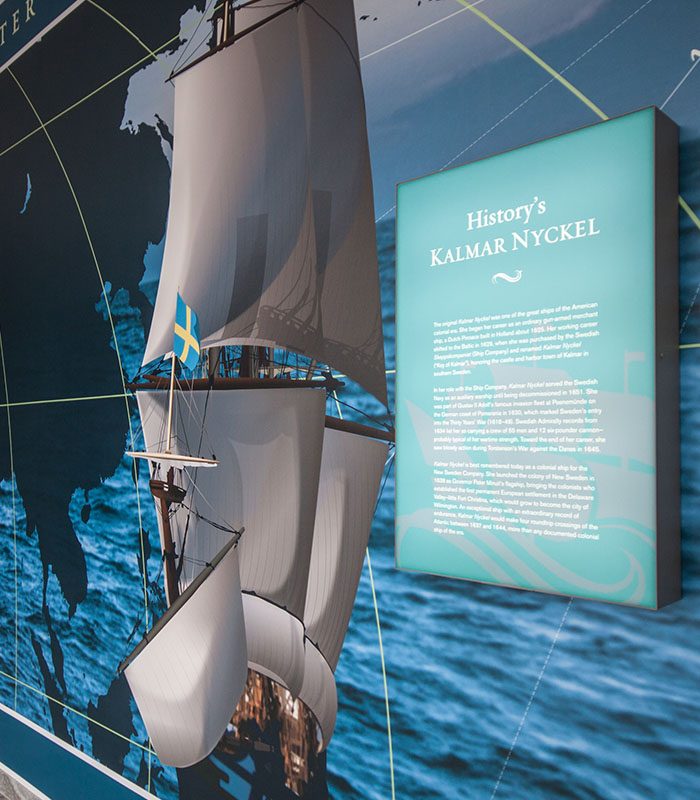 TER
History's
KALMAR NYCKEL
The original Kalmar Nyckel was one of the great ships of the American
colonial era. She began her career as an ordinary gun-armed merchant
ship, a Dutch Pinnace built in Holland about 1625. Her working career
shifted to the Baltic in 1629, when she was purchased by the Swedish
Skeppskompaniet (Ship Company) and renamed Kalmar Nyckel
("Key of Kalmar"), honoring the castle and harbor town of Kalmar in
southern Sweden.
In her role with the Ship Company, Kalmar Nyckel served the Swedish
Navy as an auxiliary warship until being decommissioned in 1651. She
was part of Gustav II Adolf's famous invasion fleet at Peenemünde on
the German coast of Pomerania in 1630, which marked Sweden's entry
into the Thirty Years' War (1618–48). Swedish Admiralty records from
1634 list her as carrying a crew of 55 men and 12 six-pounder cannon–
probably typical of her wartime strength. Toward the end of her career, she
saw bloody action during Torstenson's War against the Danes in 1645.
Kalmar Nyckel is best remembered today as a colonial ship for the
New Sweden Company. She launched the colony of New Sweden in
1638 as Governor Peter Minuit's flagship, bringing the colonists who
established the first permanent European settlement in the Delaware
Valley–little Fort Christina, which would grow to become the city of
Wilmington. An exceptional ship with an extraordinary record of
endurance, Kalmar Nyckel would make four roundtrip crossings of the
Atlantic between 1637 and 1644, more than any documented colonial
ship of the era.